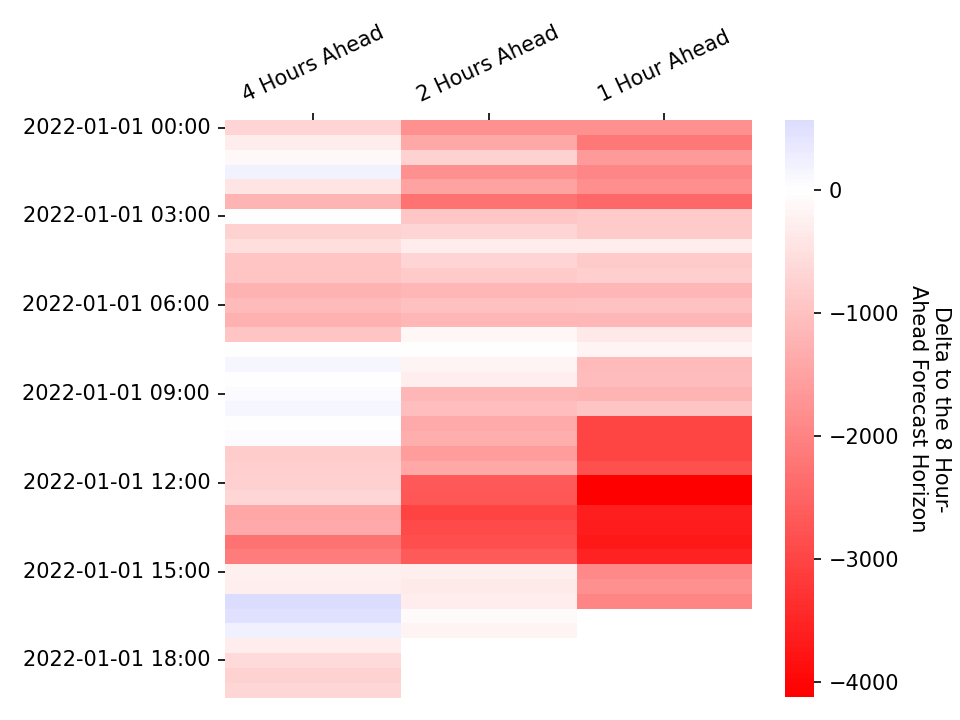 4 Hours Ahead
2 Hours Ahead
1 Hour Ahead
2022-01-01 00:00
2022-01-01 03:00
2022-01-01 06:00
2022-01-01 09:00
2022-01-01 12:00
2022-01-01 15:00
2022-01-01 18:00
0
−1000
−2000
−3000
−4000
Delta to the 8 Hour-
Ahead Forecast Horizon